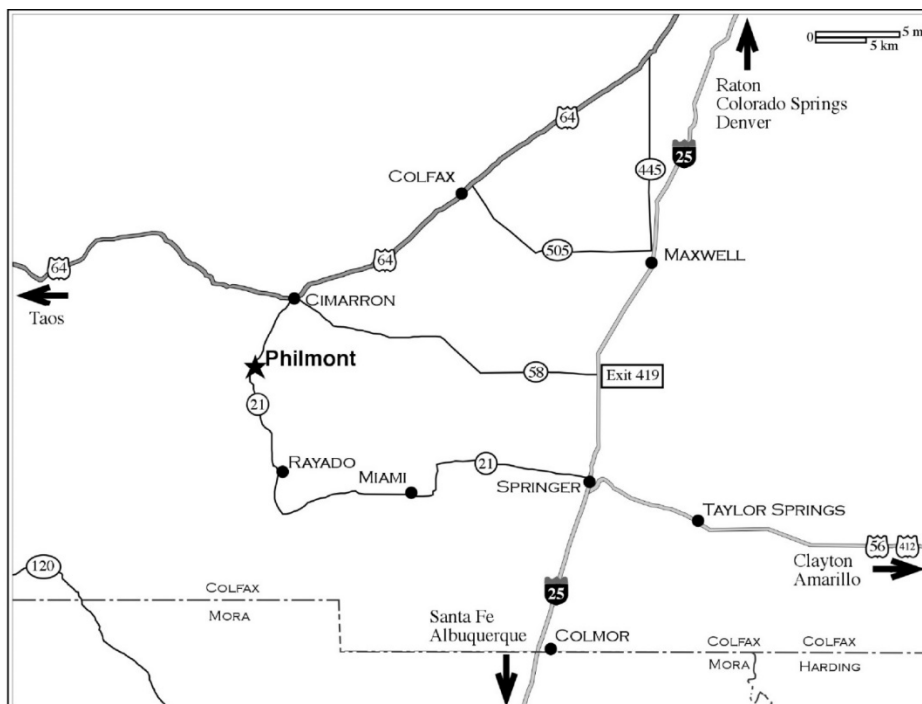 0
5 m
5 km
Raton
Colorado Springs
Denver
64
25
445
COLFAX
505
64
MAXWELL
64
Taos
CIMARRON
Philmont
58
Exit 419
21
RAYADO
MIAMI
21
SPRINGER
TAYLOR SPRINGS
56
412
Clayton
Amarillo
120
COLFAX
MORA
25
Santa Fe
Albuquerque
COLMOR
COLFAX
MORA
COLFAX
HARDING